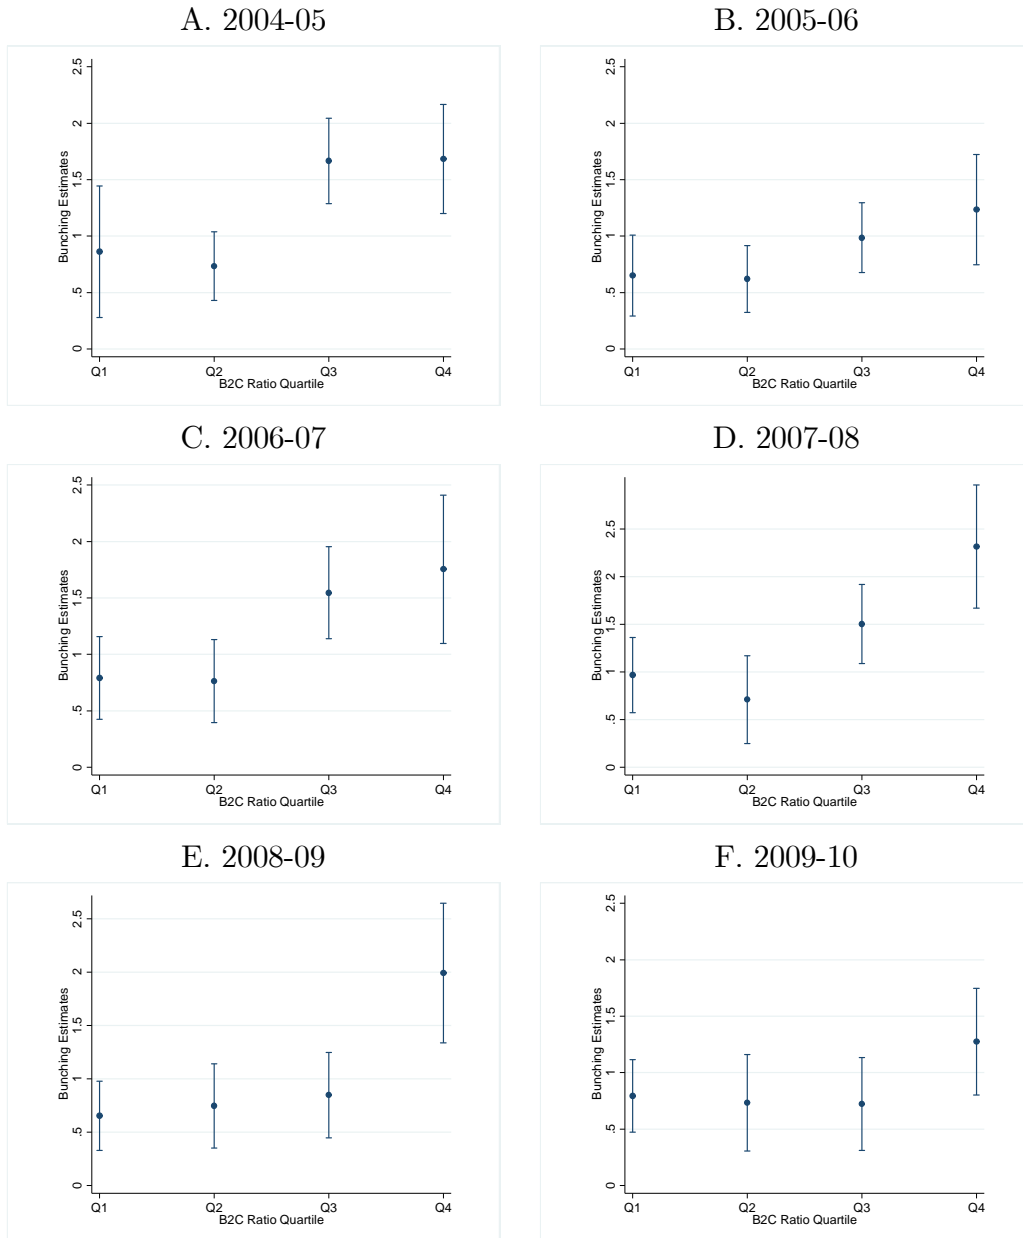 A. 2004-05
Bunching Estimates
0 .5 1 1.5 2 2.5
Q1 Q2 Q3 Q4
B2C Ratio Quartile
B. 2005-06
Bunching Estimates
0 .5 1 1.5 2 2.5
Q1 Q2 Q3 Q4
B2C Ratio Quartile
C. 2006-07
Bunching Estimates
0 .5 1 1.5 2 2.5
Q1 Q2 Q3 Q4
B2C Ratio Quartile
D. 2007-08
Bunching Estimates
0 .5 1 1.5 2 2.5
Q1 Q2 Q3 Q4
B2C Ratio Quartile
E. 2008-09
Bunching Estimates
0 .5 1 1.5 2 2.5
Q1 Q2 Q3 Q4
B2C Ratio Quartile
F. 2009-10
Bunching Estimates
0 .5 1 1.5 2 2.5
Q1 Q2 Q3 Q4
B2C Ratio Quartile